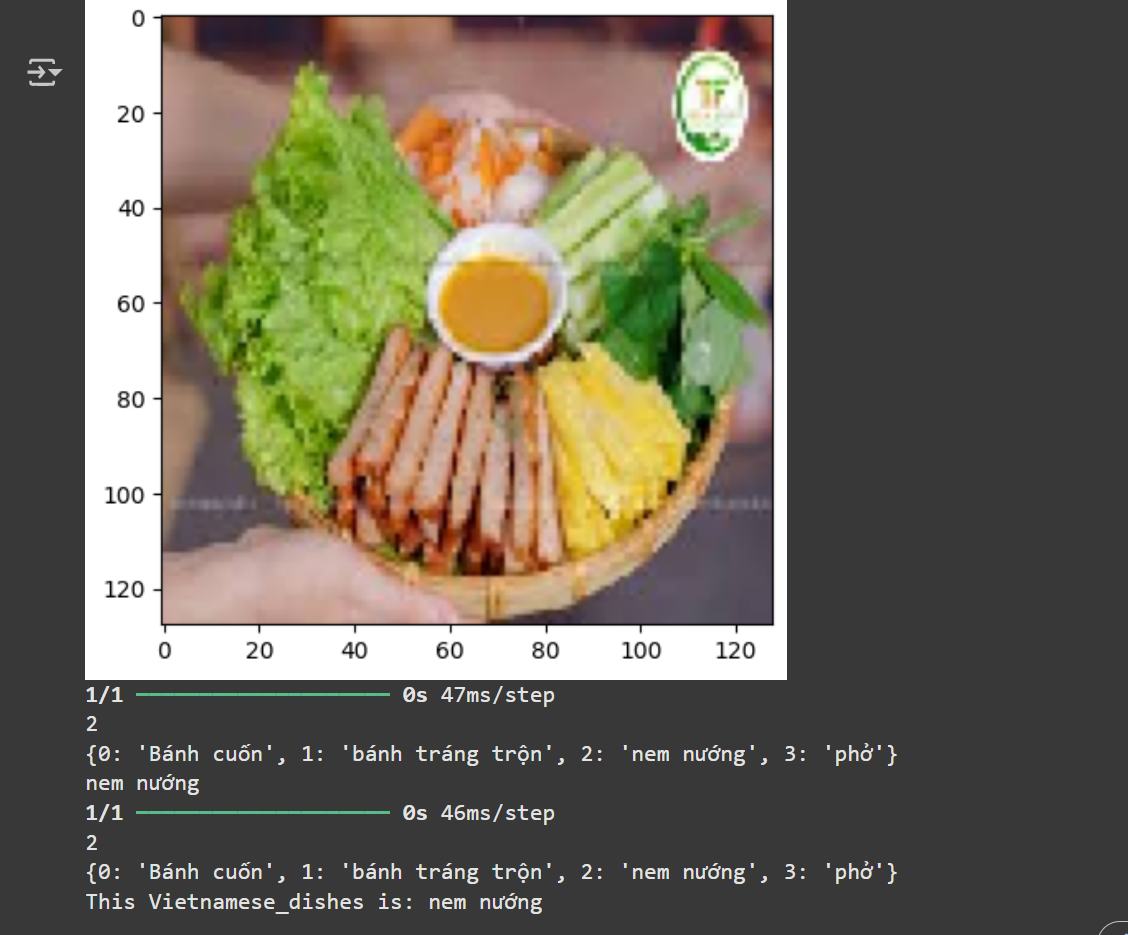 0
20
40
60
80
100
120
0 20 40 60 80 100 120
1/1 ━━━━━━━━━━━━━━━━━━━━ 0s 47ms/step
2
{0: 'Bánh cuốn', 1: 'bánh tráng trộn', 2: 'nem nướng', 3: 'phở'}
nem nướng
1/1 ━━━━━━━━━━━━━━━━━━━━ 0s 46ms/step
2
{0: 'Bánh cuốn', 1: 'bánh tráng trộn', 2: 'nem nướng', 3: 'phở'}
This Vietnamese_dishes is: nem nướng